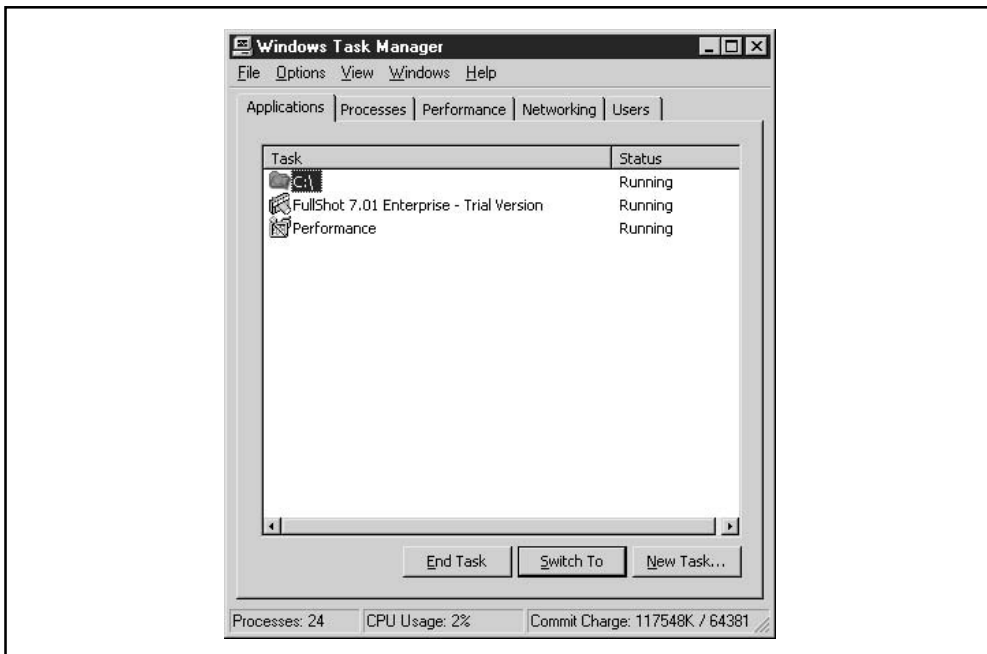 Windows Task Manager
File Options View Windows Help
Applications Processes Performance Networking Users
Task Status
C:\ Running
FullShot 7.01 Enterprise - Trial Version Running
Performance Running
End Task Switch To New Task...
Processes: 24 CPU Usage: 2% Commit Charge: 117548K / 64381